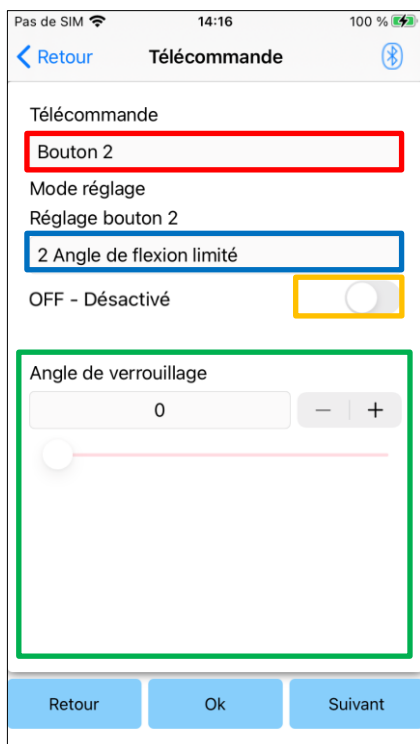 Pas de SIM 14:16 100 %
Retour Télécommande
Télécommande
Bouton 2
Mode réglage
Réglage bouton 2
2 Angle de flexion limité
OFF - Désactivé
Angle de verrouillage
0 − +
Retour Ok Suivant